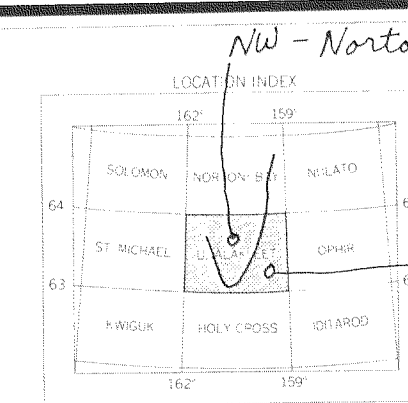 NW - Norto
LOCATION INDEX
162° 159°
SOLOMON NORTON BAY NULATO
64
ST. MICHAEL UNALAKLEET OPHIR
63
KWIGUK HOLY CROSS IDITAROD
162° 159°